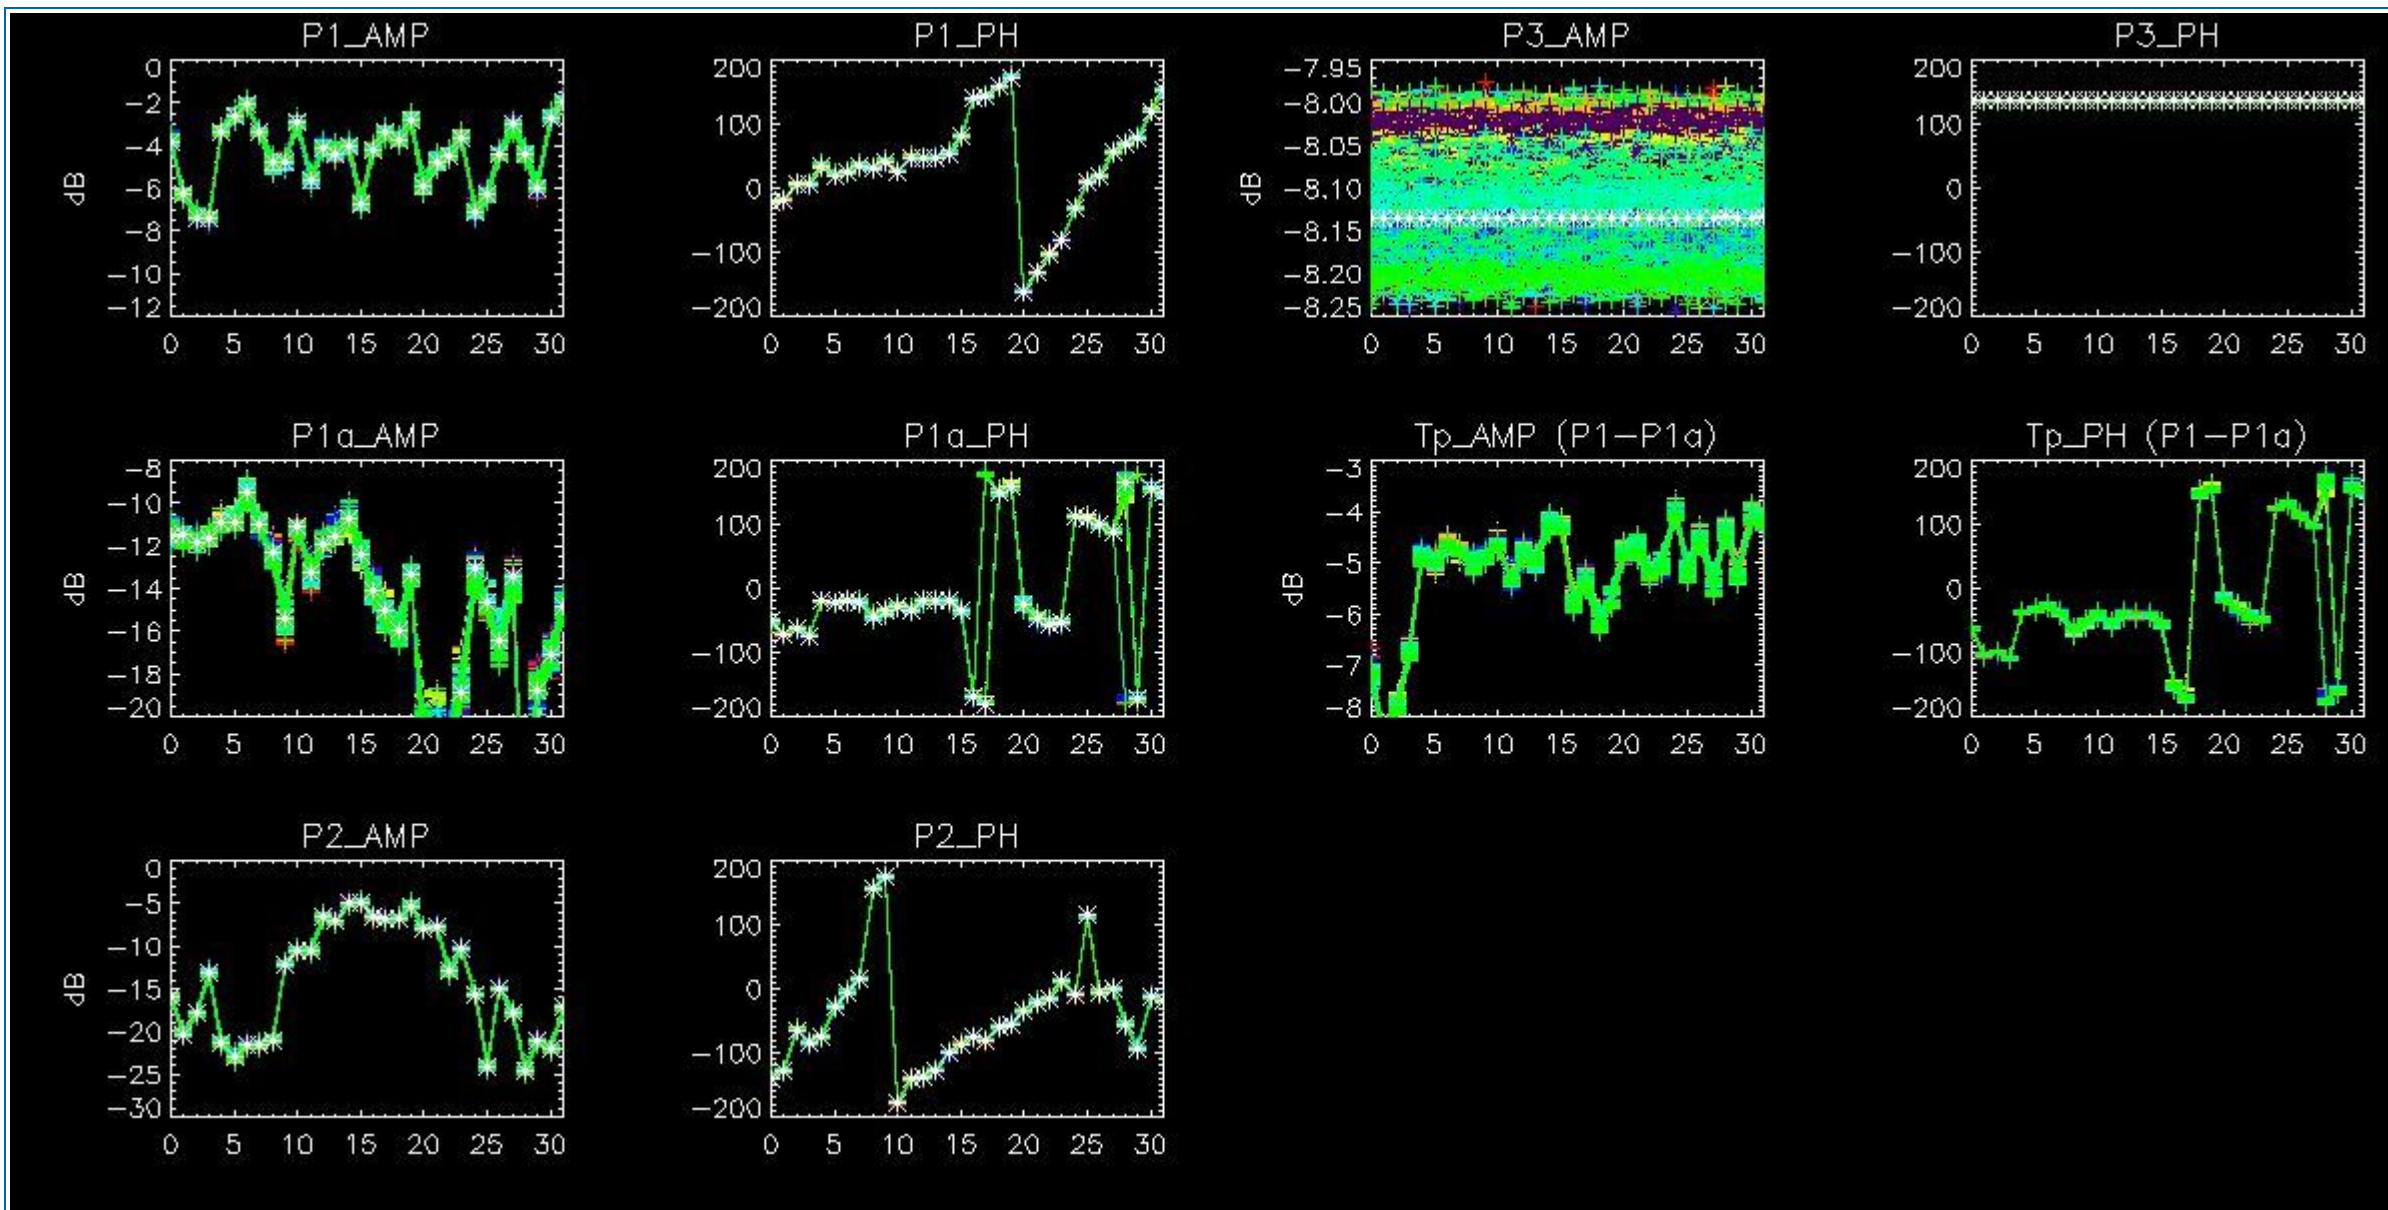 P1_AMP P1_PH P3_AMP P3_PH
0 200 −7.95 200
−2 100 −8.00 100
−4 0 −8.05 0
−6 −100 −8.10 −100
−8 −200 −8.15 −200
−10 −8.20
−12 −8.25
dB dB
0 5 10 15 20 25 30 0 5 10 15 20 25 30 0 5 10 15 20 25 30 0 5 10 15 20 25 30
P1a_AMP P1a_PH Tp_AMP (P1−P1a) Tp_PH (P1−P1a)
−8 200 −3 200
−10 100 −4 100
−12 0 −5 0
−14 −100 −6 −100
−16 −200 −7 −200
−18 −8
−20
dB dB
0 5 10 15 20 25 30 0 5 10 15 20 25 30 0 5 10 15 20 25 30 0 5 10 15 20 25 30
P2_AMP P2_PH
0 200
−5 100
−10 0
−15 −100
−20 −200
−25
−30
dB
0 5 10 15 20 25 30 0 5 10 15 20 25 30